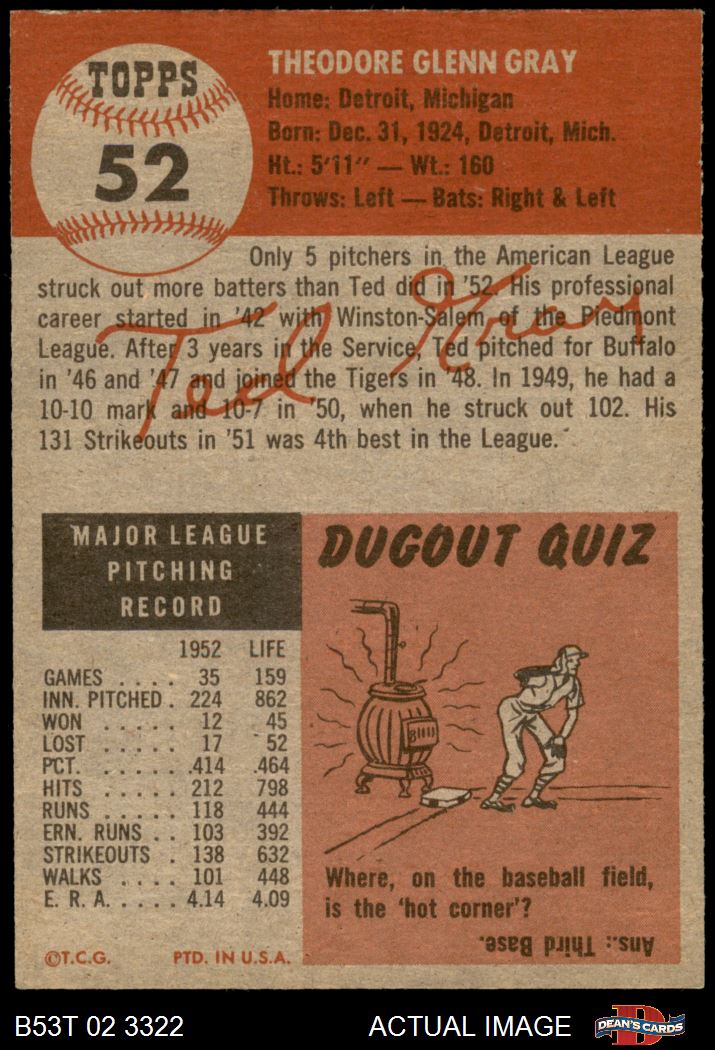 TOPPS
52
THEODORE GLENN GRAY
Home: Detroit, Michigan
Born: Dec. 31, 1924, Detroit, Mich.
Ht.: 5'11" — Wt.: 160
Throws: Left — Bats: Right & Left
Only 5 pitchers in the American League
struck out more batters than Ted did in '52. His professional
career started in '42 with Winston-Salem of the Piedmont
League. After 3 years in the Service, Ted pitched for Buffalo
in '46 and '47 and joined the Tigers in '48. In 1949, he had a
10-10 mark and 10-7 in '50, when he struck out 102. His
131 Strikeouts in '51 was 4th best in the League.
Ted Gray
MAJOR LEAGUE
PITCHING
RECORD
1952 LIFE
GAMES . . . . 35 159
INN. PITCHED . 224 862
WON . . . . . 12 45
LOST . . . . . 17 52
PCT. . . . . . .414 .464
HITS . . . . . 212 798
RUNS . . . . . 118 444
ERN. RUNS . . 103 392
STRIKEOUTS . 138 632
WALKS . . . . 101 448
E. R. A. . . . . 4.14 4.09
©T.C.G. PTD. IN U.S.A.
DUGOUT QUIZ
Where, on the baseball field,
is the 'hot corner'?
Ans.: Third Base.
B53T 02 3322
ACTUAL IMAGE
DEAN'S CARDS